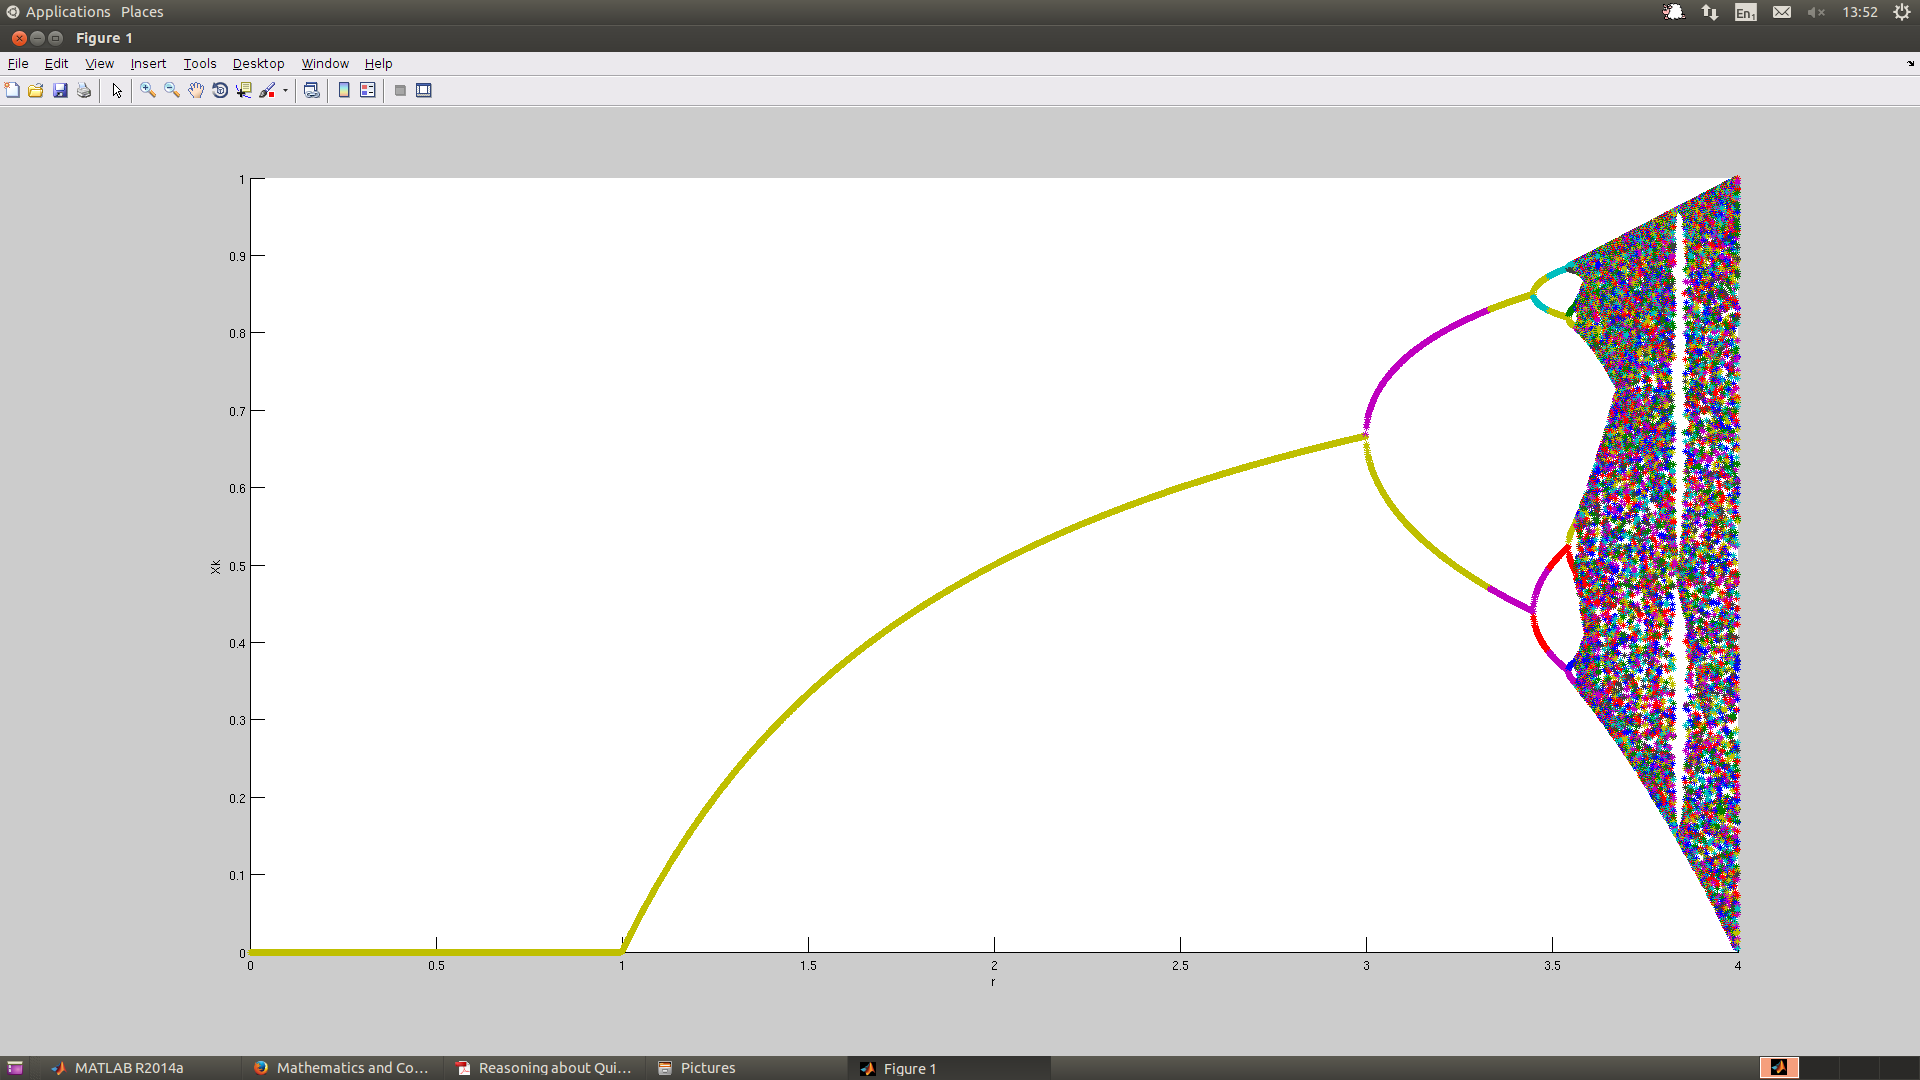 Applications Places En1 13:52
Figure 1
File Edit View Insert Tools Desktop Window Help
1
0.9
0.8
0.7
0.6
0.5
0.4
0.3
0.2
0.1
0
Xk
0 0.5 1 1.5 2 2.5 3 3.5 4
r
MATLAB R2014a Mathematics and Co... Reasoning about Qui... Pictures Figure 1